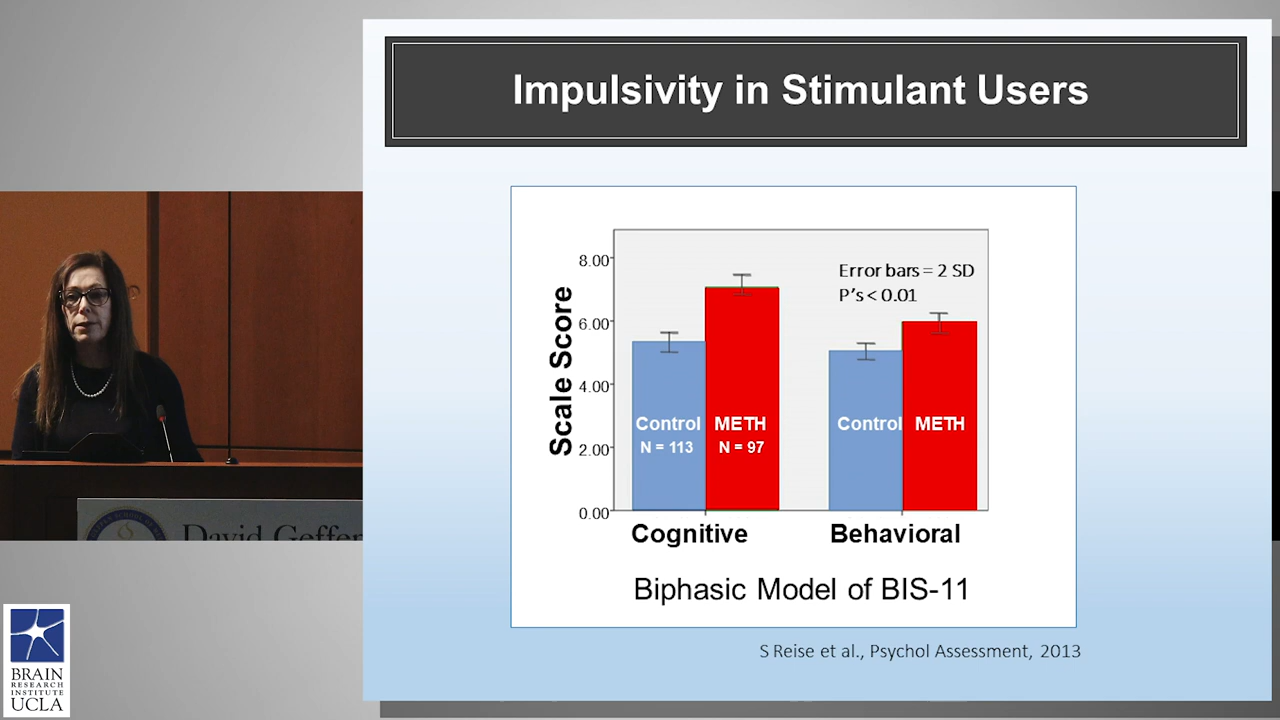 Impulsivity in Stimulant Users
8.00
6.00
4.00
2.00
0.00
Scale Score
Error bars = 2 SD
P's < 0.01
Control
N = 113
METH
N = 97
Control
METH
Cognitive
Behavioral
Biphasic Model of BIS-11
S Reise et al., Psychol Assessment, 2013
David Geffen
BRAIN
RESEARCH
INSTITUTE
UCLA